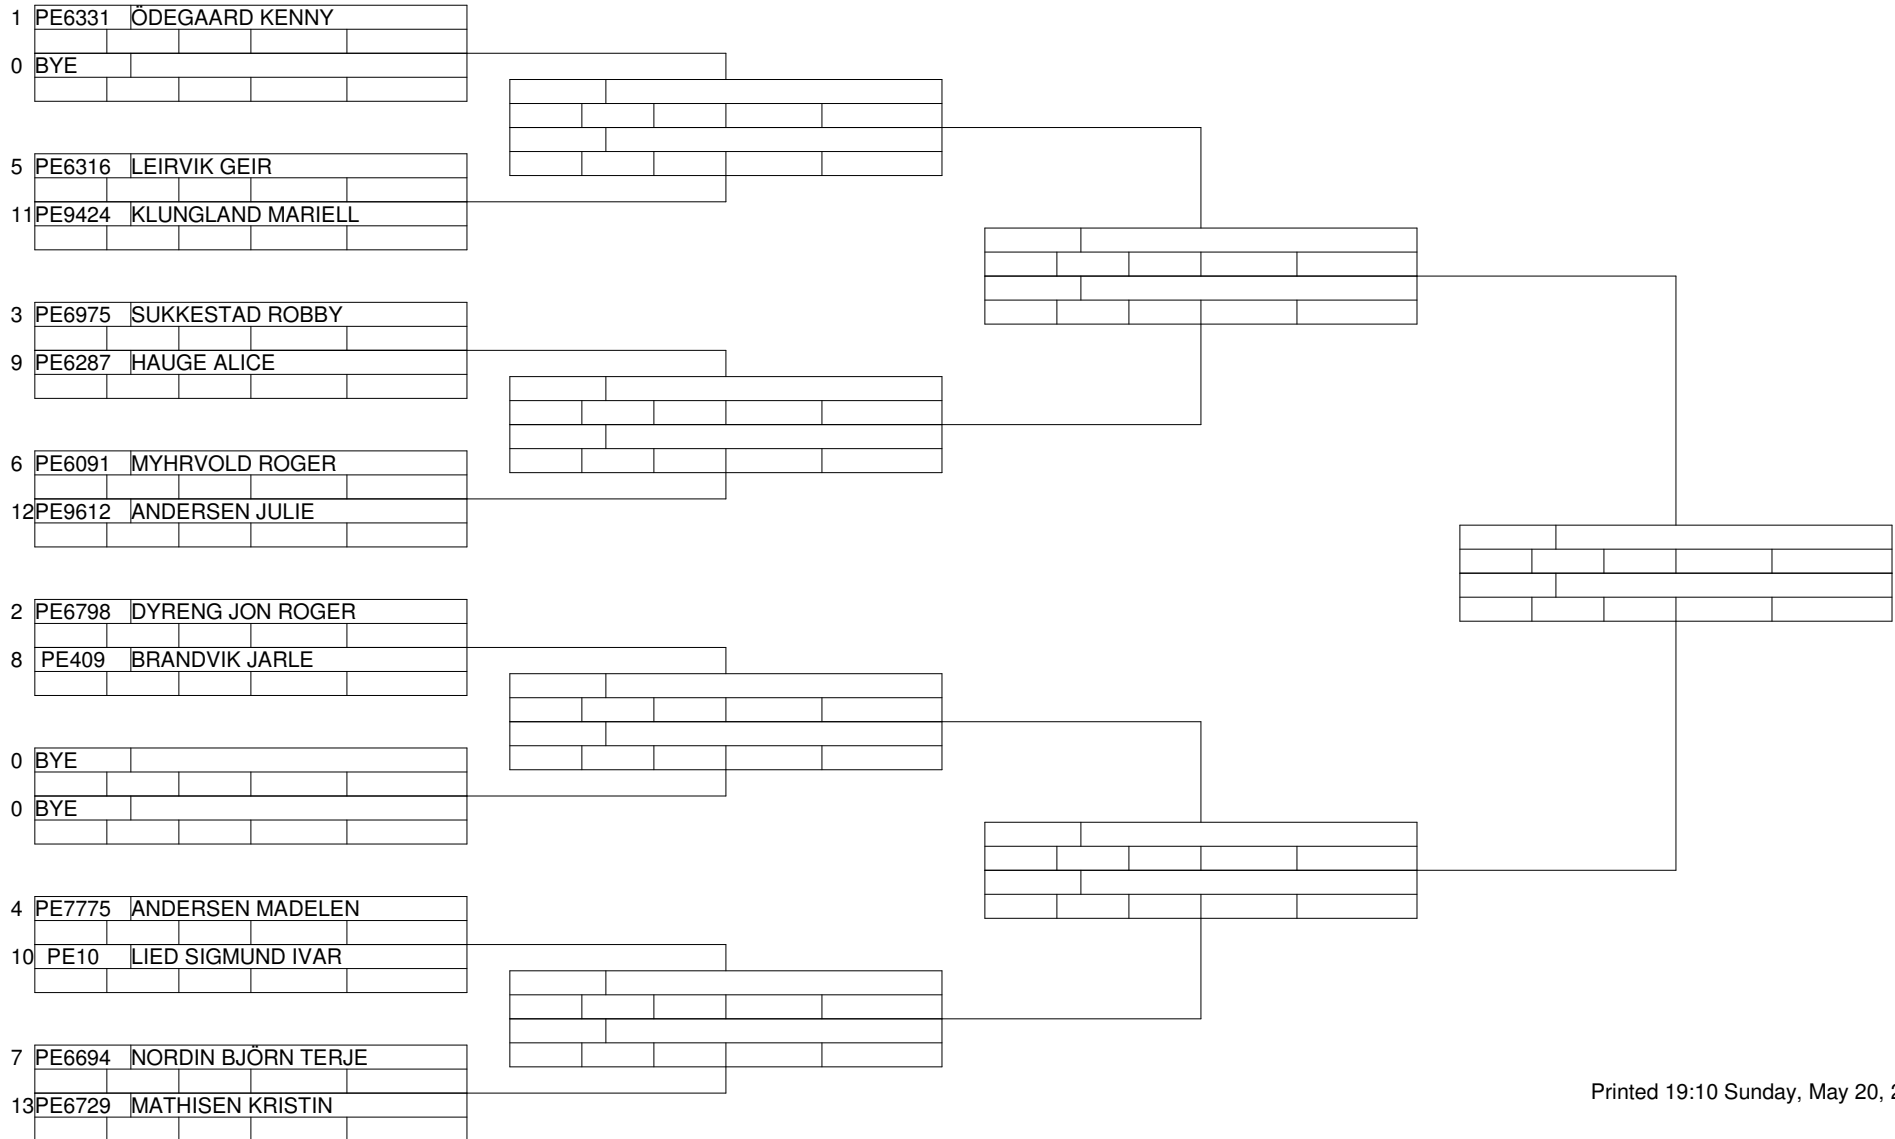 1 PE6331 ÖDEGAARD KENNY
0 BYE
5 PE6316 LEIRVIK GEIR
11 PE9424 KLUNGLAND MARIELL
3 PE6975 SUKKESTAD ROBBY
9 PE6287 HAUGE ALICE
6 PE6091 MYHRVOLD ROGER
12 PE9612 ANDERSEN JULIE
2 PE6798 DYRENG JON ROGER
8 PE409 BRANDVIK JARLE
0 BYE
0 BYE
4 PE7775 ANDERSEN MADELEN
10 PE10 LIED SIGMUND IVAR
7 PE6694 NORDIN BJÖRN TERJE
13 PE6729 MATHISEN KRISTIN
Printed 19:10 Sunday, May 20,